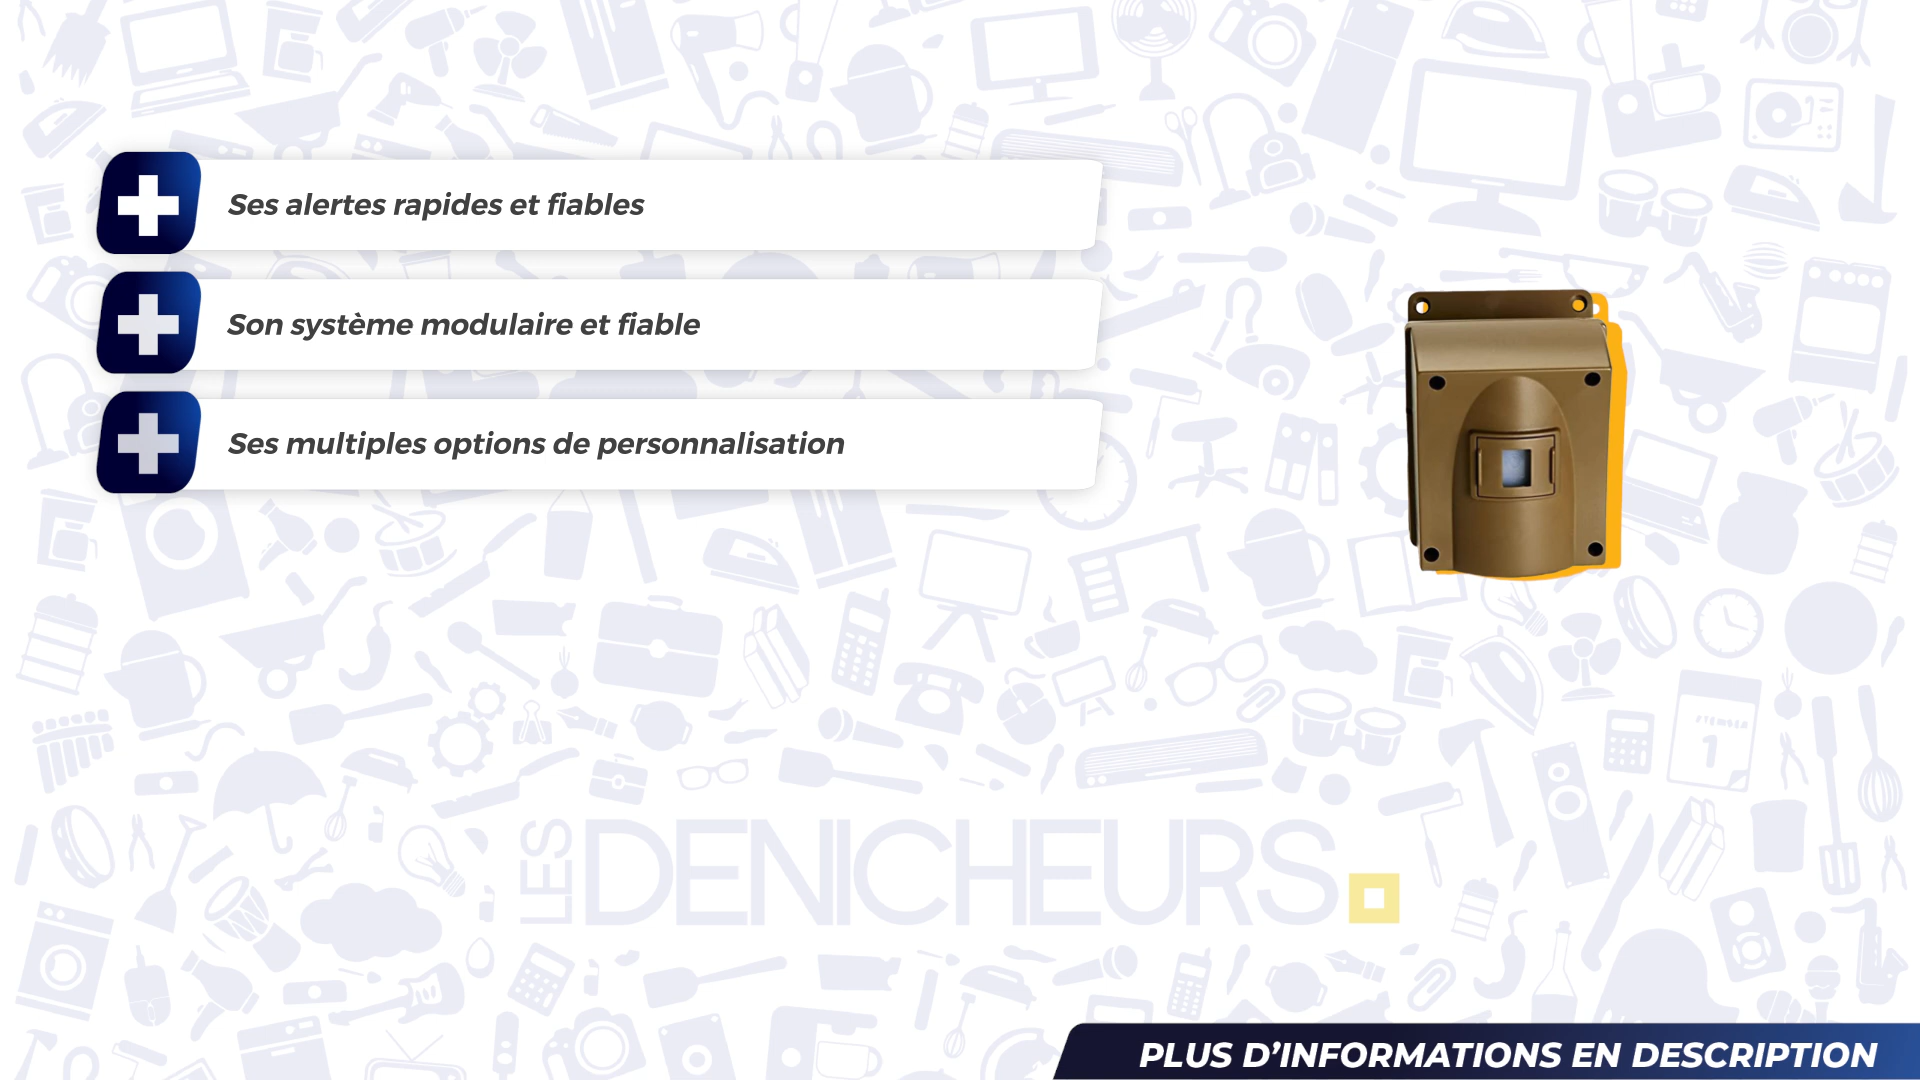 Ses alertes rapides et fiables
Son système modulaire et fiable
Ses multiples options de personnalisation
1
LES DENICHEURS
PLUS D’INFORMATIONS EN DESCRIPTION